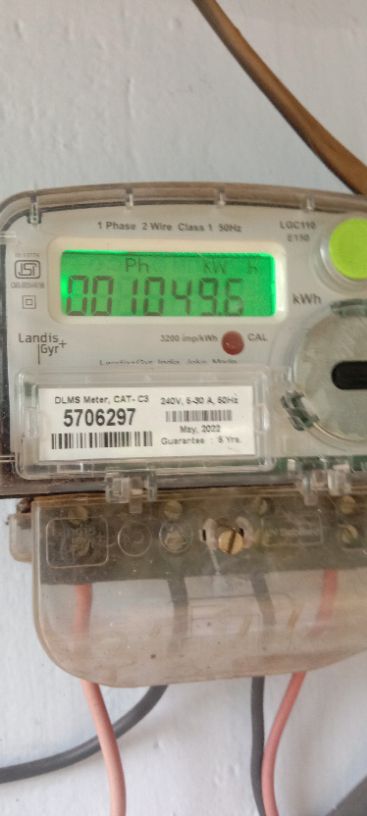 1 Phase 2 Wire Class 1 50Hz
LGC110
E150
Ph kW h
001049.6
kWh
Landis
Gyr+
3200 imp/kWh CAL
DLMS Meter, CAT- C3
240V, 5-30 A, 50Hz
5706297
May, 2022
Guarantee : 5 Yrs.